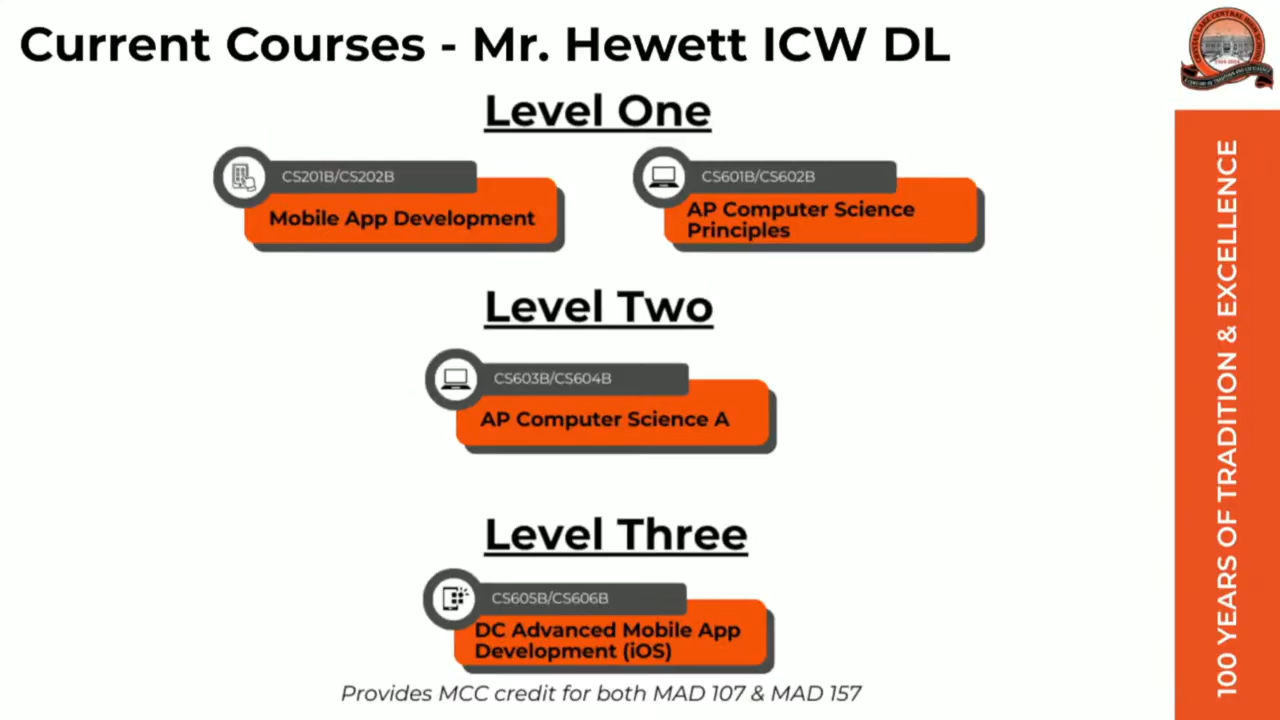 Current Courses - Mr. Hewett ICW DL
Level One
CS201B/CS202B
Mobile App Development
CS601B/CS602B
AP Computer Science
Principles
Level Two
CS603B/CS604B
AP Computer Science A
Level Three
CS605B/CS606B
DC Advanced Mobile App
Development (iOS)
Provides MCC credit for both MAD 107 & MAD 157
100 YEARS OF TRADITION & EXCELLENCE